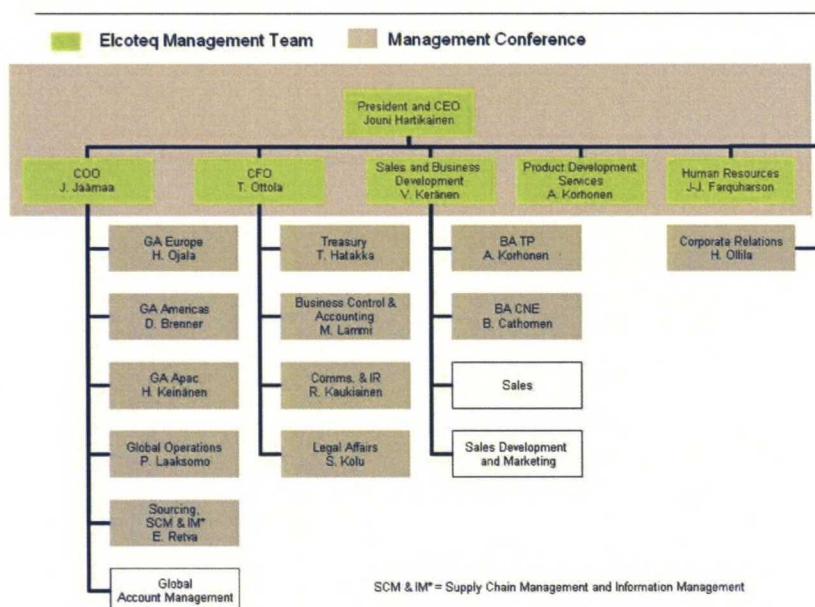 Elcoteq Management Team
Management Conference
President and CEO
Jouni Hartikainen
COO
J. Jäämaa
CFO
T. Ottola
Sales and Business
Development
V. Keränen
Product Development
Services
A. Korhonen
Human Resources
J-J. Farquharson
GA Europe
H. Ojala
Treasury
T. Hatakka
BA TP
A. Korhonen
Corporate Relations
H. Ollila
GA Americas
D. Brenner
Business Control &
Accounting
M. Lammi
BA CNE
B. Cathomen
GA Apac
H. Keinänen
Comms. & IR
R. Kaukiainen
Sales
Global Operations
P. Laaksomo
Legal Affairs
S. Kolu
Sales Development
and Marketing
Sourcing,
SCM & IM*
E. Retva
Global
Account Management
SCM & IM* = Supply Chain Management and Information Management